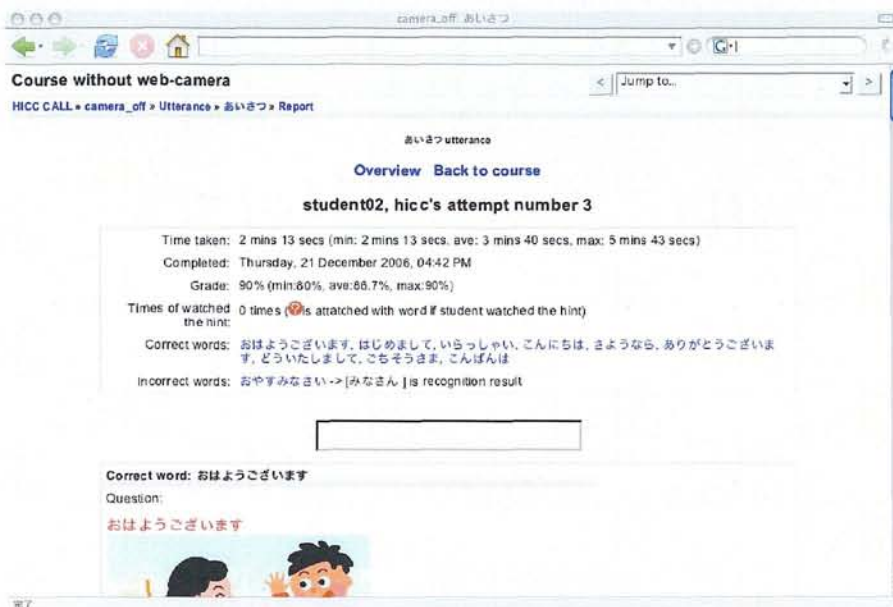 camera_off: あいさつ
G
Course without web-camera
< Jump to... >
HICC CALL » camera_off » Utterance » あいさつ » Report
あいさつ utterance
Overview Back to course
student02, hicc's attempt number 3
Time taken: 2 mins 13 secs (min: 2 mins 13 secs, ave: 3 mins 40 secs, max: 5 mins 43 secs)
Completed: Thursday, 21 December 2006, 04:42 PM
Grade: 90% (min:80%, ave:86.7%, max:90%)
Times of watched the hint: 0 times (?is attatched with word if student watched the hint)
Correct words: おはようございます, はじめまして, いらっしゃい, こんにちは, さようなら, ありがとうございま
す, どういたしまして, ごちそうさま, こんばんは
Incorrect words: おやすみなさい -> [みなさん ] is recognition result
Correct word: おはようございます
Question:
おはようございます
完了